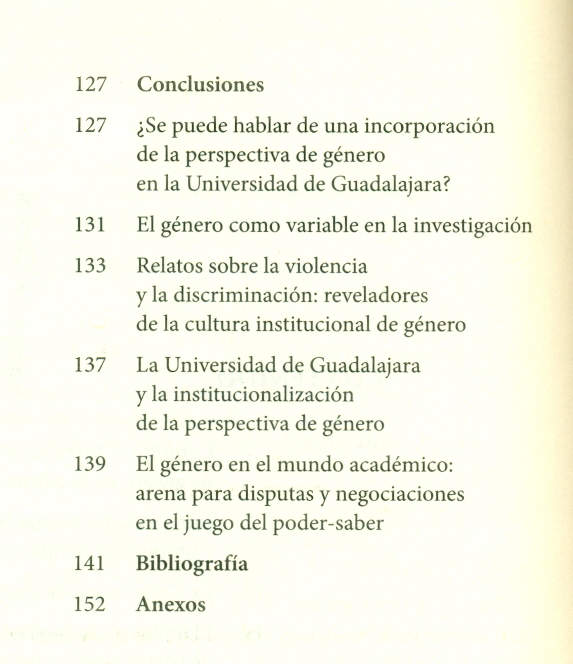 127 Conclusiones
127 ¿Se puede hablar de una incorporación
de la perspectiva de género
en la Universidad de Guadalajara?
131 El género como variable en la investigación
133 Relatos sobre la violencia
y la discriminación: reveladores
de la cultura institucional de género
137 La Universidad de Guadalajara
y la institucionalización
de la perspectiva de género
139 El género en el mundo académico:
arena para disputas y negociaciones
en el juego del poder-saber
141 Bibliografía
152 Anexos